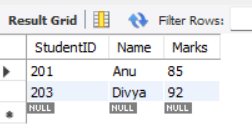 Result Grid Filter Rows:
StudentID Name Marks
201 Anu 85
203 Divya 92
NULL NULL NULL